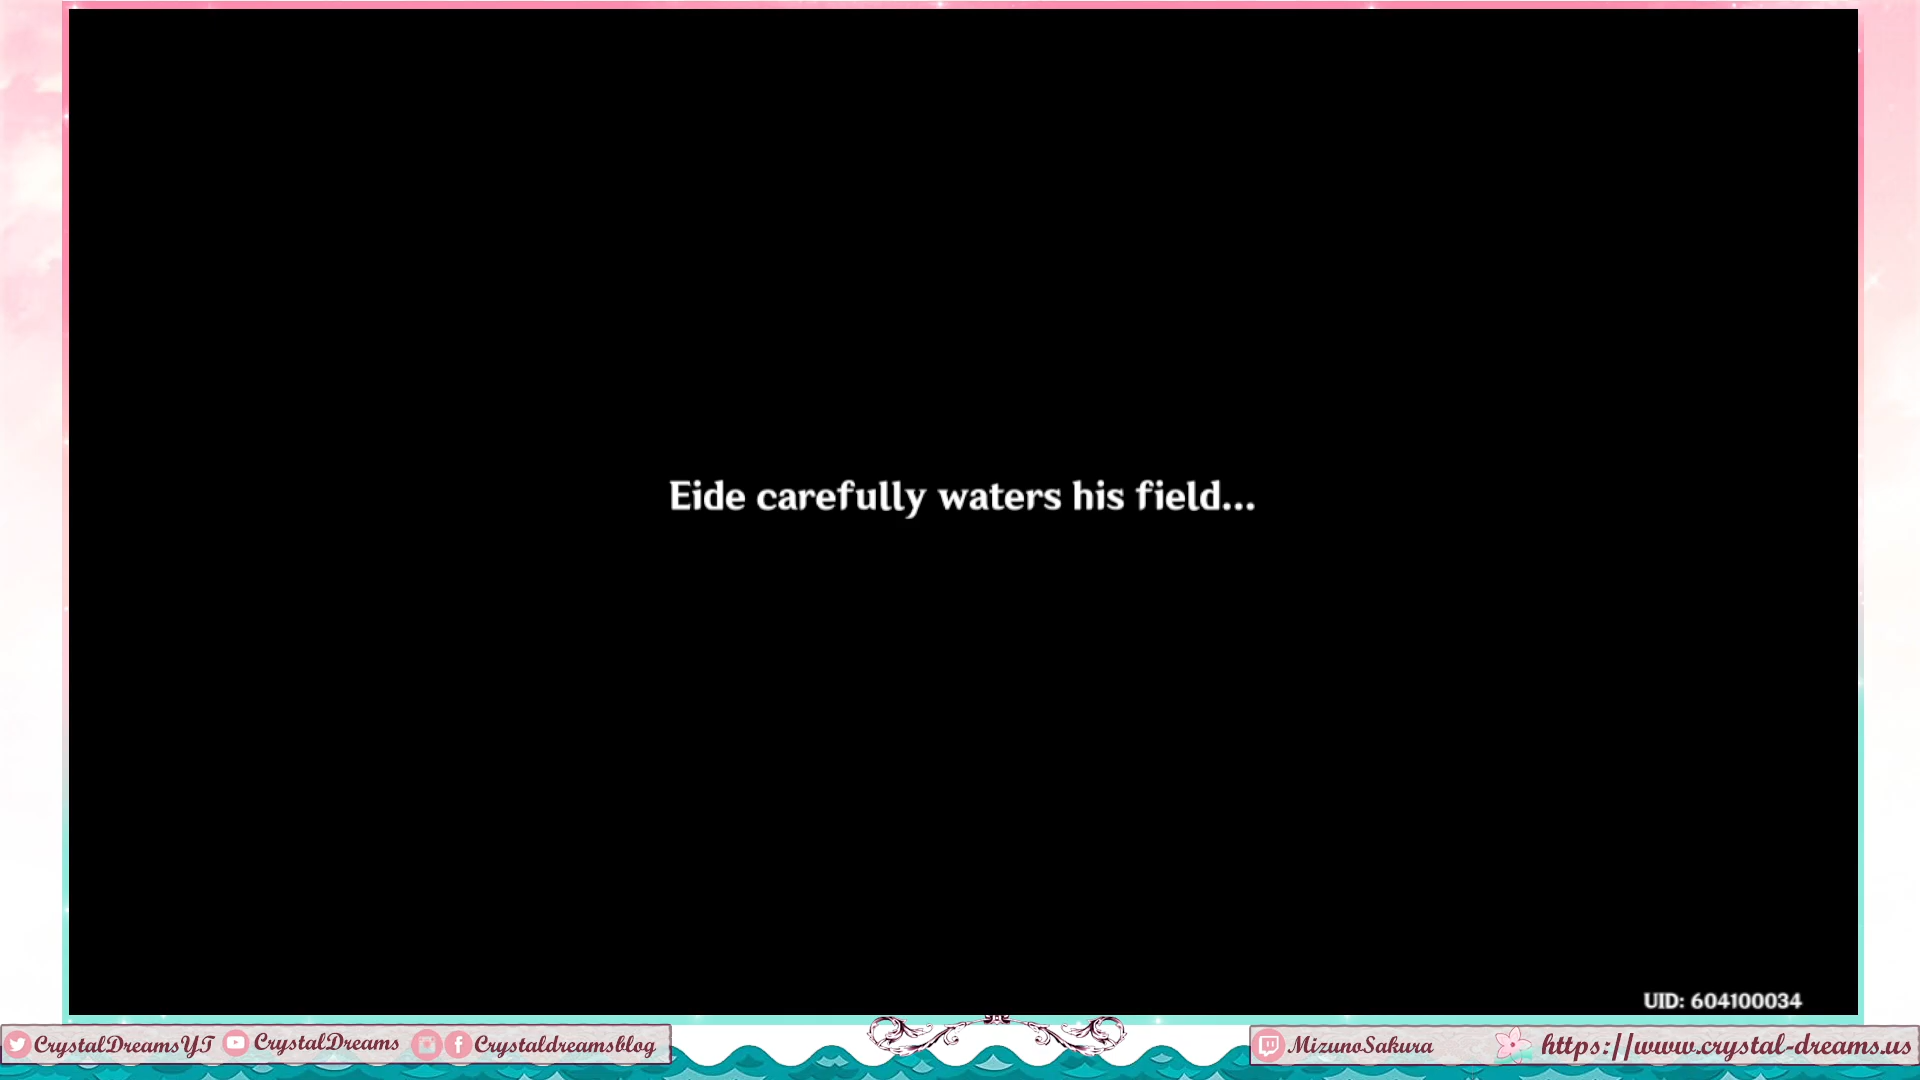 Eide carefully waters his field...
UID: 604100034
CrystalDreamsYT CrystalDreams Crystaldreamsblog MizunoSakura https://www.crystal-dreams.us